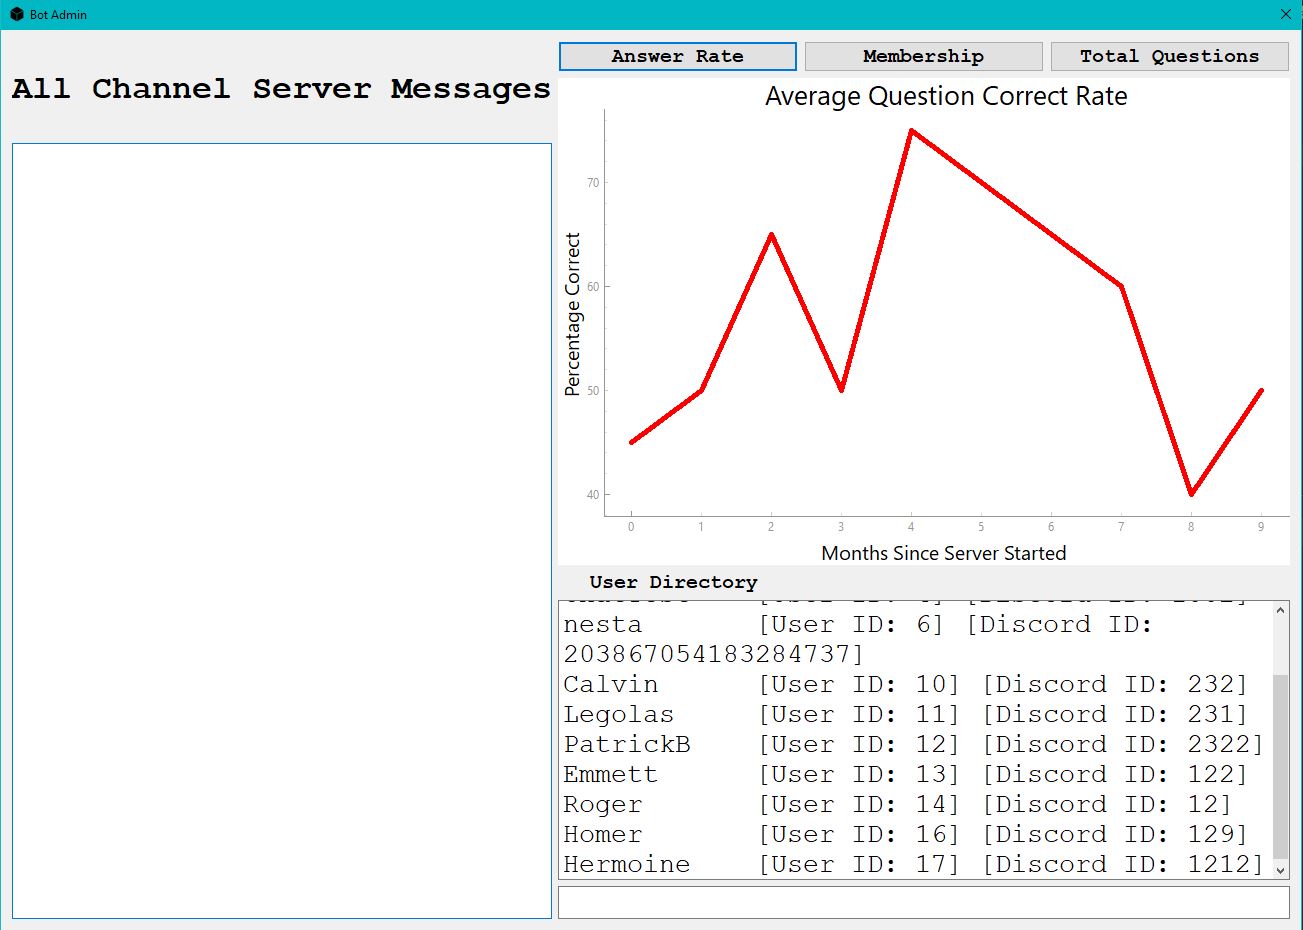 Bot Admin
All Channel Server Messages
Answer Rate
Membership
Total Questions
Average Question Correct Rate
Percentage Correct
70
60
50
40
0 1 2 3 4 5 6 7 8 9
Months Since Server Started
User Directory
nesta [User ID: 6] [Discord ID:
203867054183284737]
Calvin [User ID: 10] [Discord ID: 232]
Legolas [User ID: 11] [Discord ID: 231]
PatrickB [User ID: 12] [Discord ID: 2322]
Emmett [User ID: 13] [Discord ID: 122]
Roger [User ID: 14] [Discord ID: 12]
Homer [User ID: 16] [Discord ID: 129]
Hermoine [User ID: 17] [Discord ID: 1212]